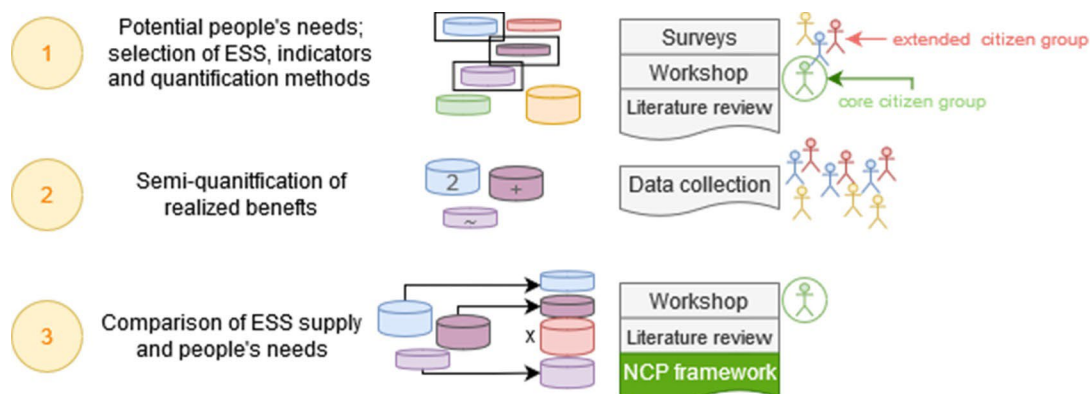 1
Potential people's needs;
selection of ESS, indicators
and quantification methods
Surveys
Workshop
Literature review
extended citizen group
core citizen group
2
Semi-quanitfication of
realized benefts
2
+
~
Data collection
3
Comparison of ESS supply
and people's needs
x
Workshop
Literature review
NCP framework